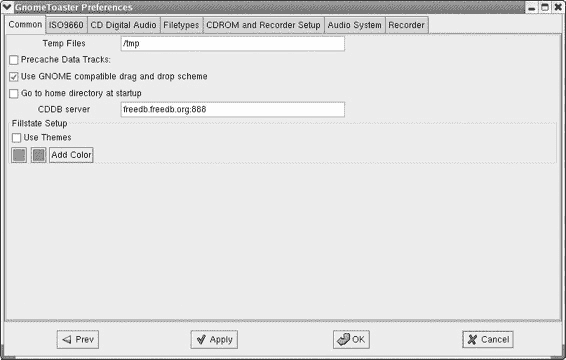 GnomeToaster Preferences
Common ISO9660 CD Digital Audio Filetypes CDROM and Recorder Setup Audio System Recorder
Temp Files /tmp
Precache Data Tracks:
Use GNOME compatible drag and drop scheme
Go to home directory at startup
CDDB server freedb.freedb.org:888
Fillstate Setup
Use Themes
Add Color
Prev Apply OK Cancel